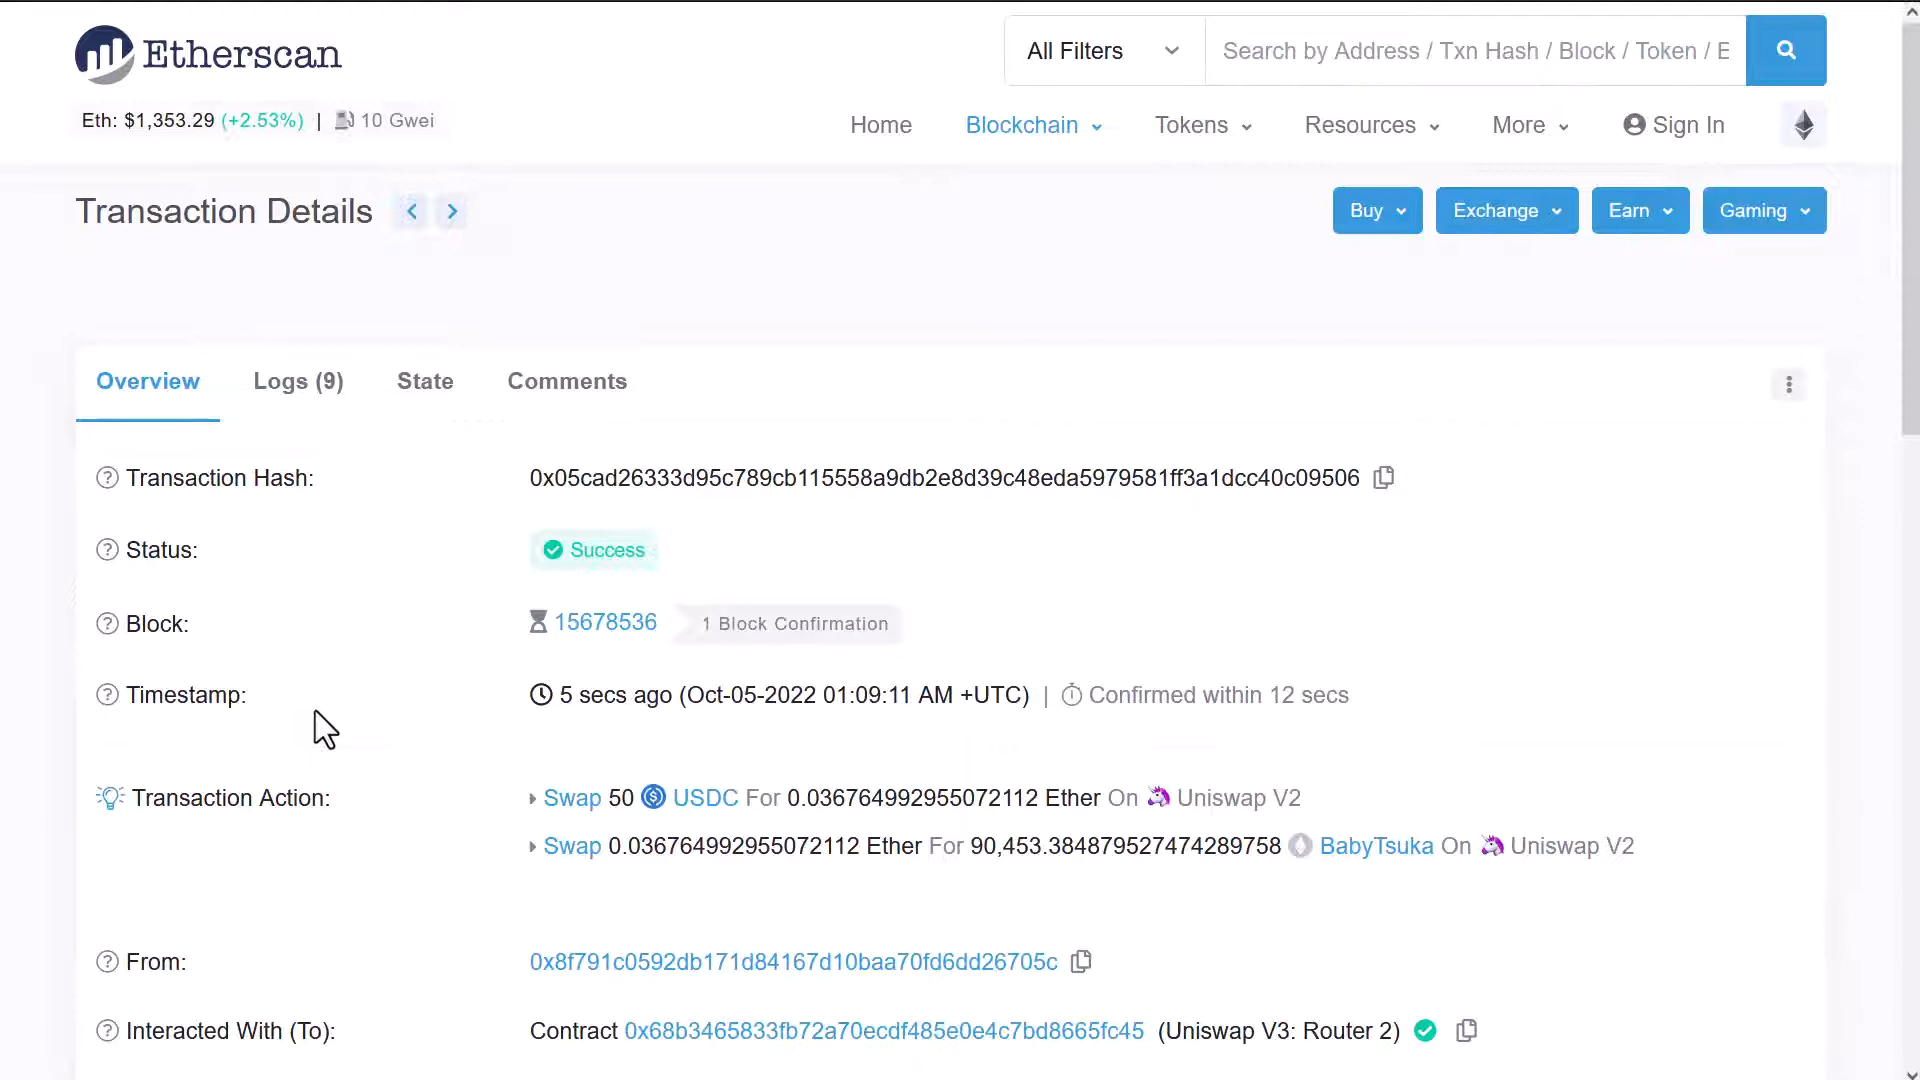 Etherscan
All Filters
Search by Address / Txn Hash / Block / Token / E
Eth: $1,353.29 (+2.53%) | 10 Gwei
Home Blockchain Tokens Resources More Sign In
Transaction Details
Buy Exchange Earn Gaming
Overview Logs (9) State Comments
Transaction Hash: 0x05cad26333d95c789cb115558a9db2e8d39c48eda5979581ff3a1dcc40c09506
Status: Success
Block: 15678536 1 Block Confirmation
Timestamp: 5 secs ago (Oct-05-2022 01:09:11 AM +UTC) | Confirmed within 12 secs
Transaction Action: Swap 50 USDC For 0.036764992955072112 Ether On Uniswap V2
Swap 0.036764992955072112 Ether For 90,453.384879527474289758 BabyTsuka On Uniswap V2
From: 0x8f791c0592db171d84167d10baa70fd6dd26705c
Interacted With (To): Contract 0x68b3465833fb72a70ecdf485e0e4c7bd8665fc45 (Uniswap V3: Router 2)